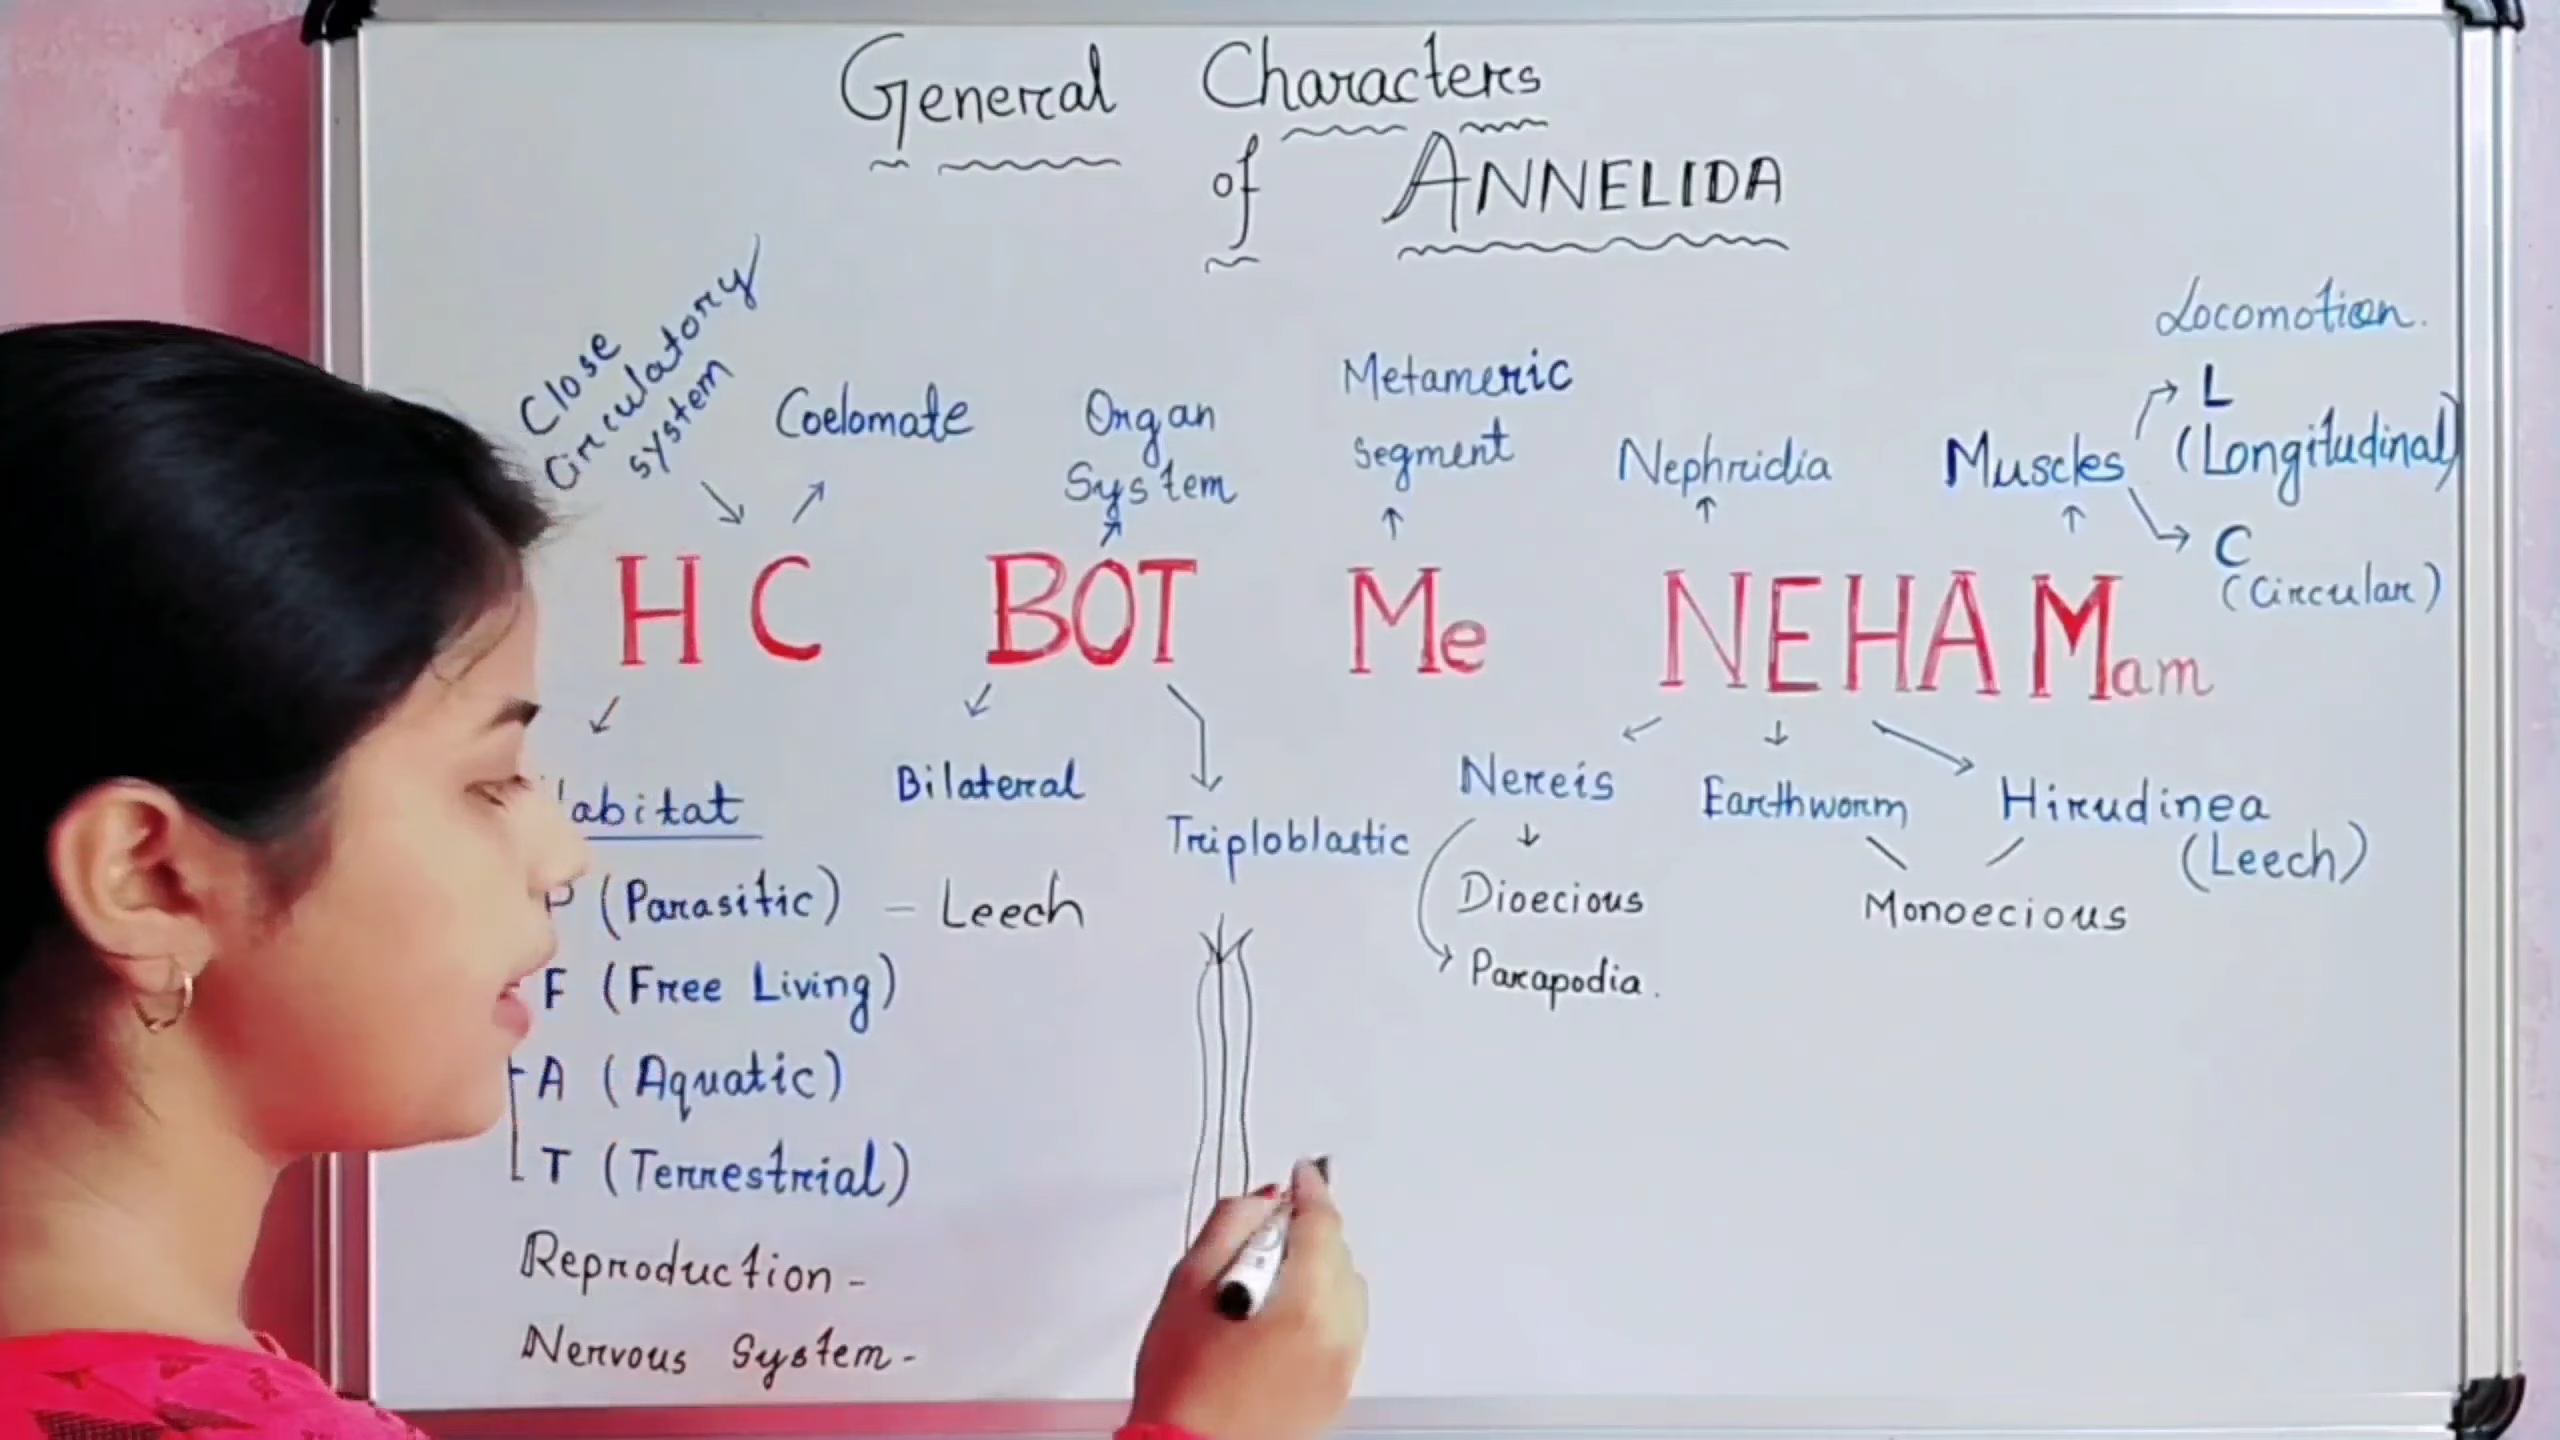 General Characters
of ANNELIDA
Close
Circulatory
system
Coelomate
Organ
System
Metameric
segment
Nephridia
Muscles
Locomotion.
L
(Longitudinal)
C
(Circular)
H C BOT Me NEHA Mam
abitat
Bilateral
Triploblastic
Nereis
Earthworm
Hirudinea
(Leech)
Dioecious
Parapodia.
Monoecious
P (Parasitic) - Leech
F (Free Living)
A (Aquatic)
T (Terrestrial)
Reproduction -
Nervous System -